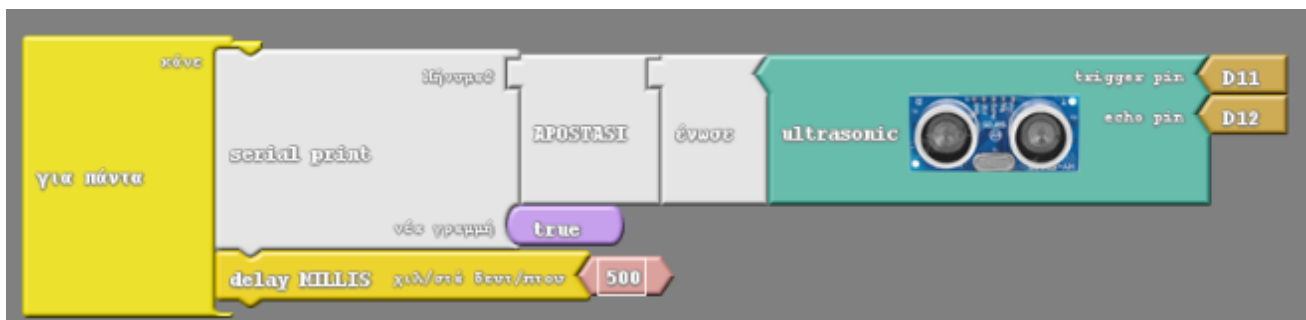 κάνε
Μήνυμα
trigger pin D11
APOSTASI ένωσε ultrasonic echo pin D12
serial print
για πάντα
νέα γραμμή true
delay MILLIS χιλ/στά δευτ/πτου 500